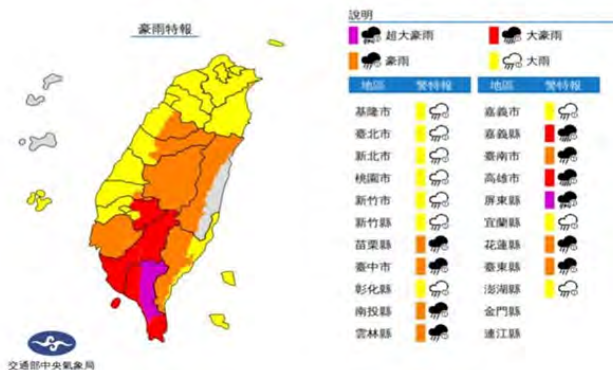 豪雨特報
說明
超大豪雨 大豪雨
豪雨 大雨
地區 警特報 地區 警特報
基隆市 嘉義市
臺北市 嘉義縣
新北市 臺南市
桃園市 高雄市
新竹市 屏東縣
新竹縣 宜蘭縣
苗栗縣 花蓮縣
臺中市 臺東縣
彰化縣 澎湖縣
南投縣 金門縣
雲林縣 連江縣
交通部中央氣象局